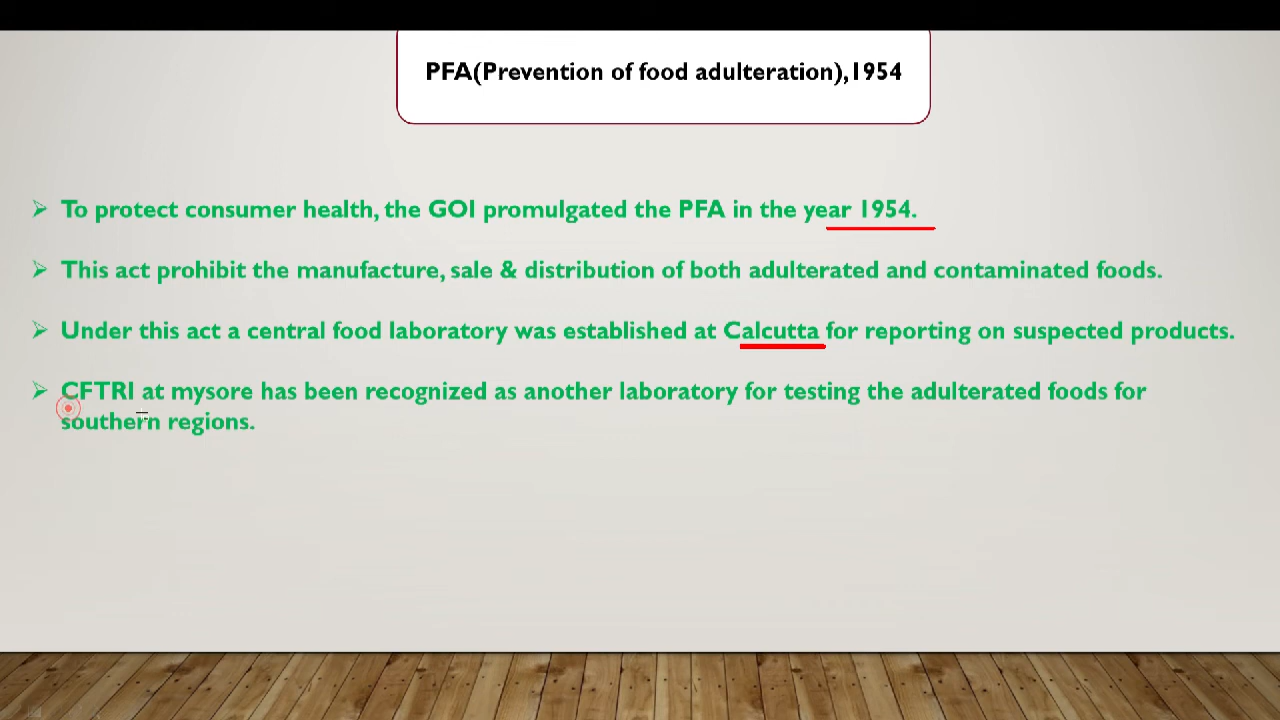 PFA(Prevention of food adulteration),1954
To protect consumer health, the GOI promulgated the PFA in the year 1954.
This act prohibit the manufacture, sale & distribution of both adulterated and contaminated foods.
Under this act a central food laboratory was established at Calcutta for reporting on suspected products.
CFTRI at mysore has been recognized as another laboratory for testing the adulterated foods for
southern regions.